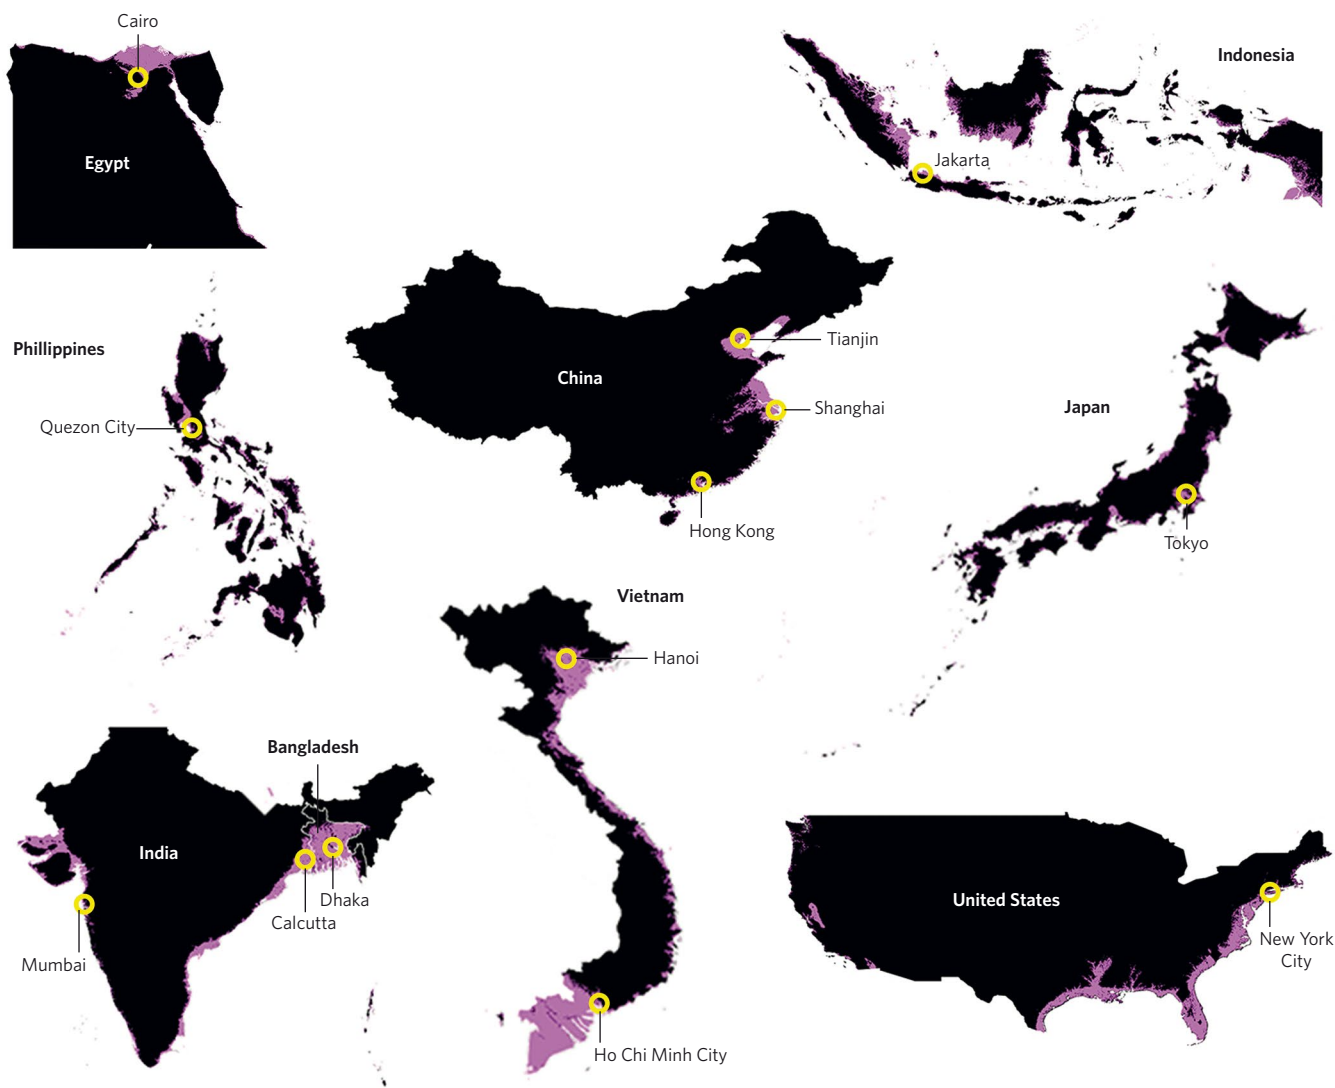 Cairo
Indonesia
Egypt
Jakarta
Phillippines
Tianjin
China
Shanghai
Japan
Quezon City
Hong Kong
Tokyo
Vietnam
Hanoi
Bangladesh
India
Dhaka
United States
Calcutta
New York
City
Mumbai
Ho Chi Minh City